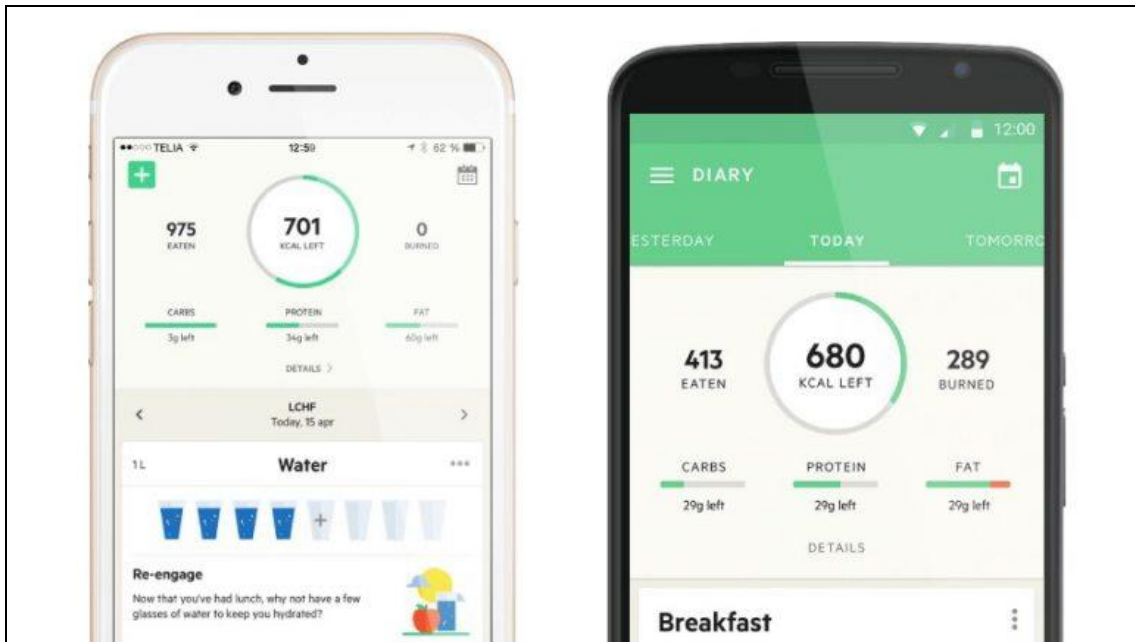 TELIA 12:59 62 %
975 701 0
EATEN KCAL LEFT BURNED
CARBS PROTEIN FAT
3g left 34g left 60g left
DETAILS
LCHF
Today, 15 apr
1 L Water
+
Re-engage
Now that you've had lunch, why not have a few
glasses of water to keep you hydrated?
12:00
DIARY
ESTERDAY TODAY TOMORRO
413 680 289
EATEN KCAL LEFT BURNED
CARBS PROTEIN FAT
29g left 29g left 29g left
DETAILS
Breakfast